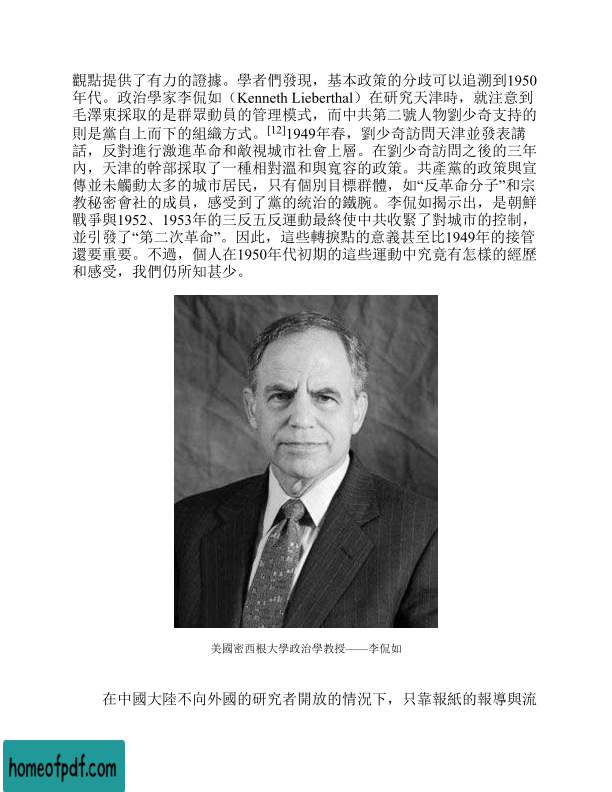 觀點提供了有力的證據。學者們發現，基本政策的分歧可以追溯到1950
年代。政治學家李侃如（Kenneth Lieberthal）在研究天津時，就注意到
毛澤東採取的是群眾動員的管理模式，而中共第二號人物劉少奇支持的
則是黨自上而下的組織方式。[12]1949年春，劉少奇訪問天津並發表講
話，反對進行激進革命和敵視城市社會上層。在劉少奇訪問之後的三年
內，天津的幹部採取了一種相對溫和與寬容的政策。共產黨的政策與宣
傳並未觸動太多的城市居民，只有個別目標群體，如“反革命分子”和宗
教秘密會社的成員，感受到了黨的統治的鐵腕。李侃如揭示出，是朝鮮
戰爭與1952、1953年的三反五反運動最終使中共收緊了對城市的控制，
並引發了“第二次革命”。因此，這些轉捩點的意義甚至比1949年的接管
還要重要。不過，個人在1950年代初期的這些運動中究竟有怎樣的經歷
和感受，我們仍所知甚少。
美國密西根大學政治學教授——李侃如
在中國大陸不向外國的研究者開放的情況下，只靠報紙的報導與流
homeofpdf.com